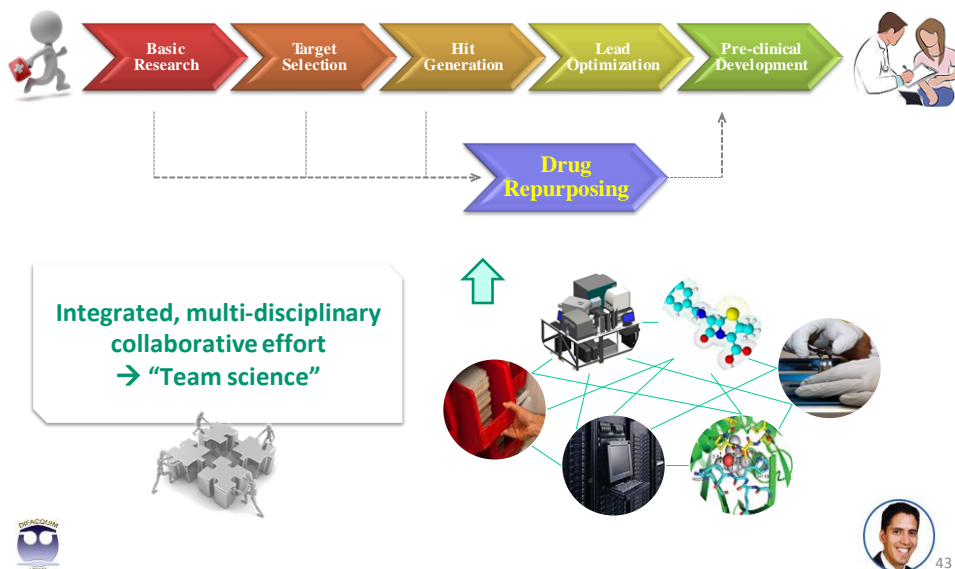 Basic
Research
Target
Selection
Hit
Generation
Lead
Optimization
Pre-clinical
Development
Drug
Repurposing
Integrated, multi-disciplinary
collaborative effort
→ “Team science”
DIFACQUIM
43